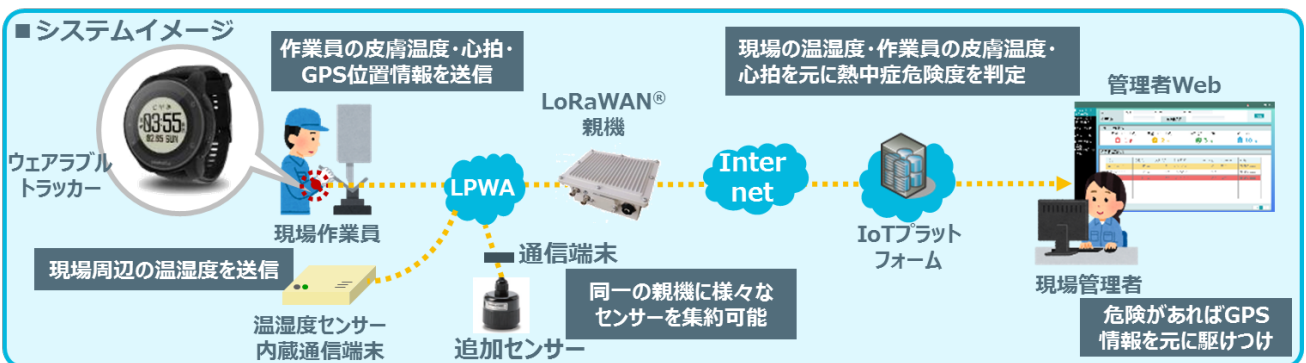 ■システムイメージ
作業員の皮膚温度・心拍・
GPS位置情報を送信
現場の温湿度・作業員の皮膚温度・
心拍を元に熱中症危険度を判定
管理者Web
LoRaWAN®
親機
03:55
02.95 SUN
ウェアラブル
トラッカー
LPWA
Inter
net
現場作業員
IoTプラット
フォーム
通信端末
現場周辺の温湿度を送信
同一の親機に様々な
センサーを集約可能
現場管理者
温湿度センサー
内蔵通信端末
追加センサー
危険があればGPS
情報を元に駆けつけ